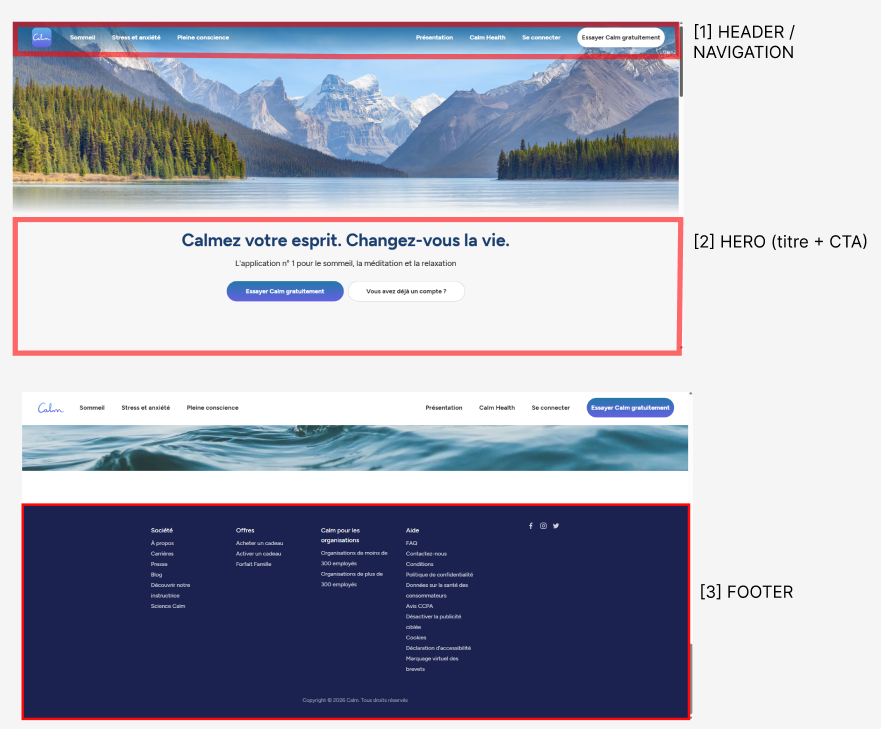 Calm Sommeil Stress et anxiété Pleine conscience Présentation Calm Health Se connecter Essayer Calm gratuitement
[1] HEADER /
NAVIGATION
Calmez votre esprit. Changez-vous la vie.
[2] HERO (titre + CTA)
L'application n° 1 pour le sommeil, la méditation et la relaxation
Essayer Calm gratuitement Vous avez déjà un compte ?
Calm Sommeil Stress et anxiété Pleine conscience Présentation Calm Health Se connecter Essayer Calm gratuitement
Société
À propos
Carrières
Presse
Blog
Découvrir notre
instructrice
Science Calm
Offres
Acheter un cadeau
Activer un cadeau
Forfait Famille
Calm pour les
organisations
Organisations de moins de
300 employés
Organisations de plus de
300 employés
Aide
FAQ
Contactez-nous
Conditions
Politique de confidentialité
Données sur la santé des
consommateurs
Avis CCPA
Désactiver la publicité
ciblée
Cookies
Déclaration d'accessibilité
Marquage virtuel des
brevets
[3] FOOTER
Copyright © 2026 Calm. Tous droits réservés